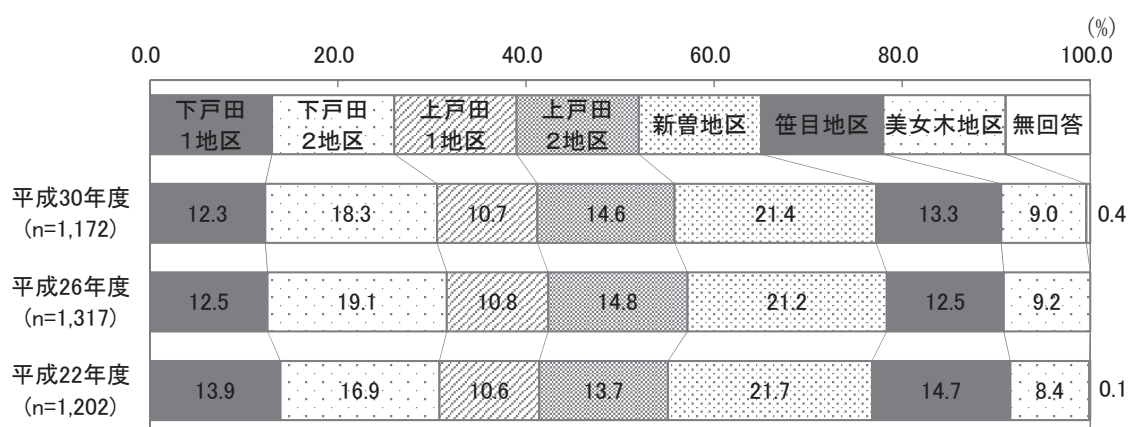 (%)
0.0 20.0 40.0 60.0 80.0 100.0
下戸田 下戸田 上戸田 上戸田 新曽地区 笹目地区 美女木地区 無回答
1地区 2地区 1地区 2地区
平成30年度
(n=1,172)
12.3 18.3 10.7 14.6 21.4 13.3 9.0 0.4
平成26年度
(n=1,317)
12.5 19.1 10.8 14.8 21.2 12.5 9.2
平成22年度
(n=1,202)
13.9 16.9 10.6 13.7 21.7 14.7 8.4 0.1